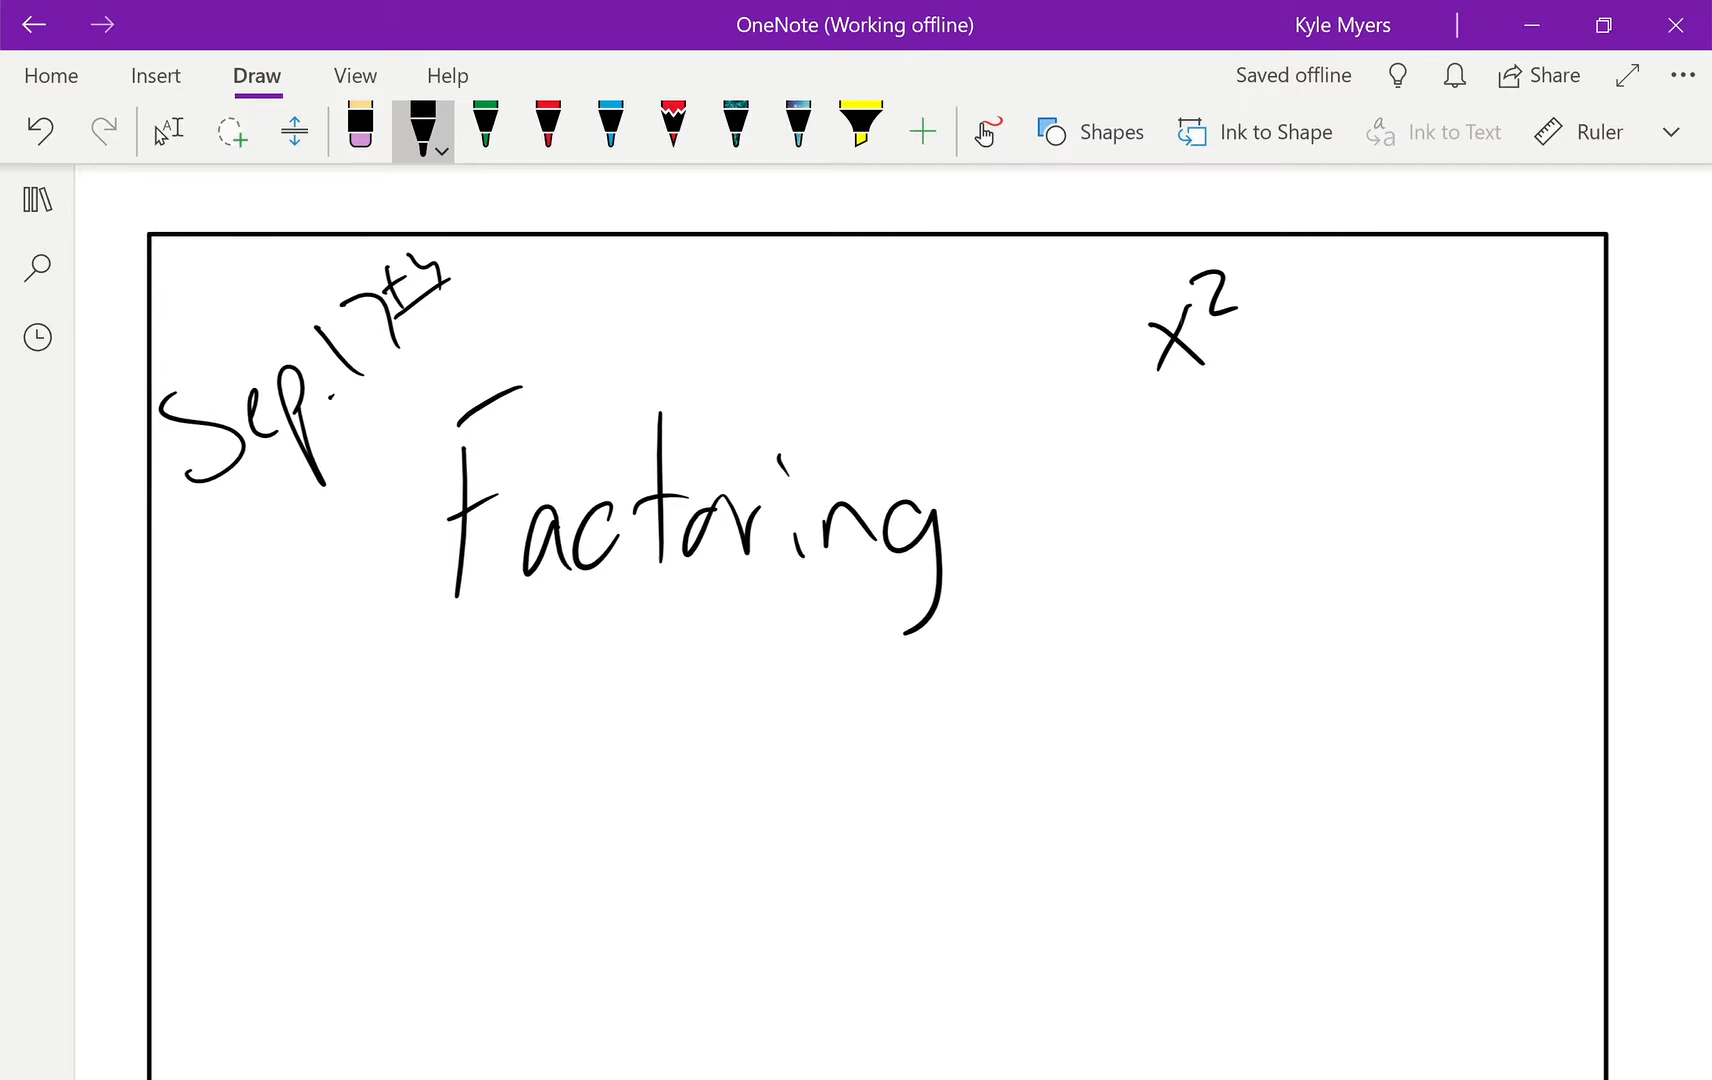 OneNote (Working offline)
Kyle Myers
Home Insert Draw View Help
Saved offline
Share
Shapes
Ink to Shape
Ink to Text
Ruler
Sep. 17th
x²
Factoring